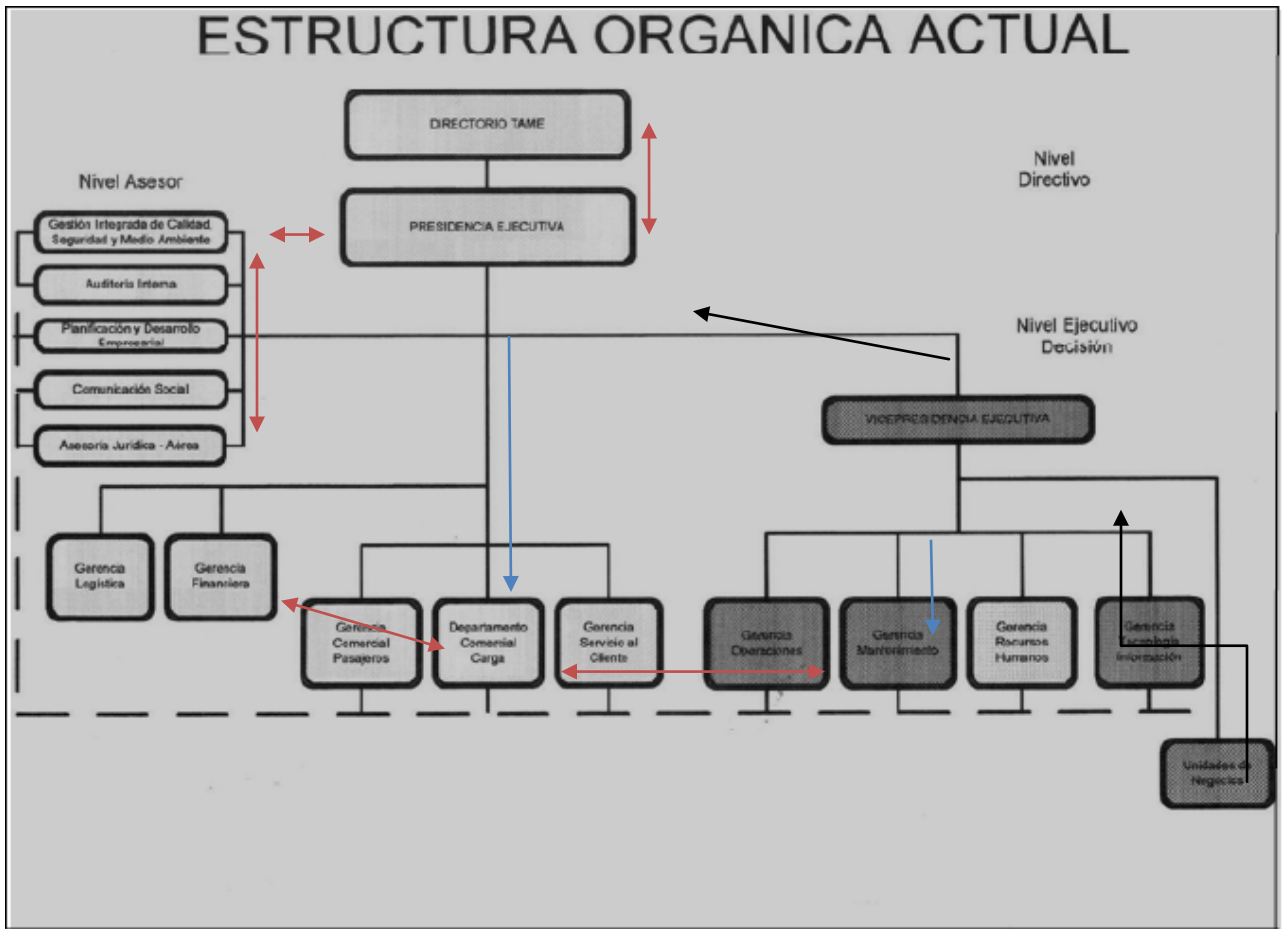 ESTRUCTURA ORGANICA ACTUAL
DIRECTORIO TAME
Nivel
Directivo
Nivel Asesor
Gestión Integrada de Calidad,
Seguridad y Medio Ambiente
PRESIDENCIA EJECUTIVA
Auditoria Interna
Planificación y Desarrollo
Empresarial
Nivel Ejecutivo
Decisión
Comunicación Social
VICEPRESIDENCIA EJECUTIVA
Asesoría Jurídica - Aérea
Gerencia
Logística
Gerencia
Financiera
Gerencia
Comercial
Pasajeros
Departamento
Comercial
Carga
Gerencia
Servicio al
Cliente
Gerencia
Operaciones
Gerencia
Mantenimiento
Gerencia
Recursos
Humanos
Gerencia
Tecnología
Información
Unidades de
Negocios